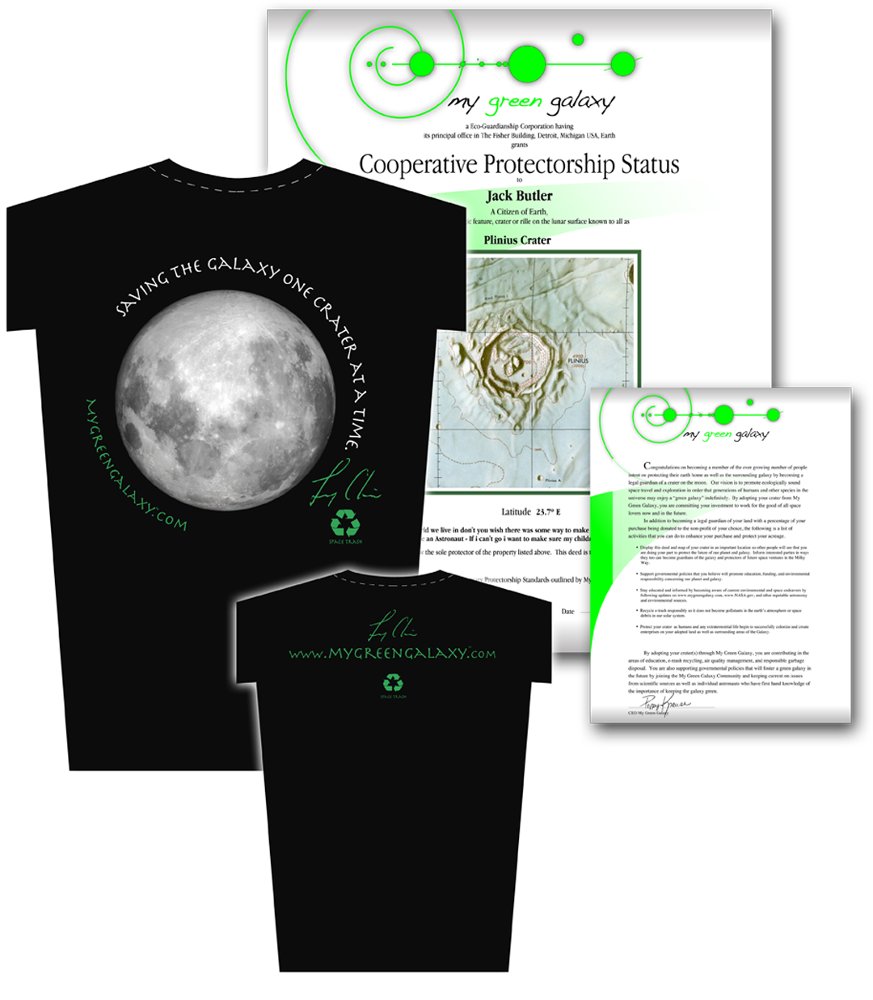 my green galaxy
a Eco-Guardianship Corporation having
its principal office in The Fisher Building, Detroit, Michigan USA, Earth
grants
Cooperative Protectorship Status
to
Jack Butler
A Citizen of Earth,
feature, crater or rille on the lunar surface known to all as
Plinius Crater
PLINIUS
Plinius A
Latitude 23.7º E
we live in don't you wish there was some way to make
an Astronaut - If i can't go i want to make sure my
the sole protector of the property listed above. This deed is
Protectorship Standards outlined by My
Date
SAVING THE GALAXY ONE CRATER AT A TIME.
MYGREENGALAXY.COM
SPACE TRASH
WWW.MYGREENGALAXY.COM
SPACE TRASH
my green galaxy
Congratulations on becoming a member of the ever growing number of people
intent on protecting their earth home as well as the surrounding galaxy by becoming a
legal guardian of a crater on the moon. Our vision is to promote ecologically sound
space travel and exploration in order that generations of humans and other species in the
universe may enjoy a "green galaxy" indefinitely. By adopting your crater from My
Green Galaxy, you are committing your investment to work for the good of all space
lovers now and in the future.
In addition to becoming a legal guardian of your land with a percentage of your
purchase being donated to the non-profit of your choice, the following is a list of
activities that you can do to enhance your purchase and protect your acreage.
• Display this deed and map of your crater in an important location so other people will see that you
are doing your part to protect the future of our planet and galaxy. Inform interested parties in ways
they too can become guardians of the galaxy and protectors of future space ventures in the Milky
Way.
• Support governmental policies that you believe will promote education, funding, and environmental
responsibility concerning our planet and galaxy.
• Stay educated and informed by becoming aware of current environmental and space endeavors by
following updates on www.mygreengalaxy.com, www.NASA.gov, and other reputable astronomy
and environmental sources.
• Recycle e-trash responsibly so it does not become pollutants in the earth's atmosphere or space
debris in our solar system.
• Protect your crater as humans and any extraterrestrial life begin to successfully colonize and create
enterprises on your adopted land as well as surrounding areas of the Galaxy.
By adopting your crater(s) through My Green Galaxy, you are contributing in the
areas of education, e-trash recycling, air quality management, and responsible garbage
disposal. You are also supporting governmental policies that will foster a green galaxy in
the future by joining the My Green Galaxy Community and keeping current on issues
from scientific sources as well as individual astronauts who have first hand knowledge of
the importance of keeping the galaxy green.
CEO My Green Galaxy